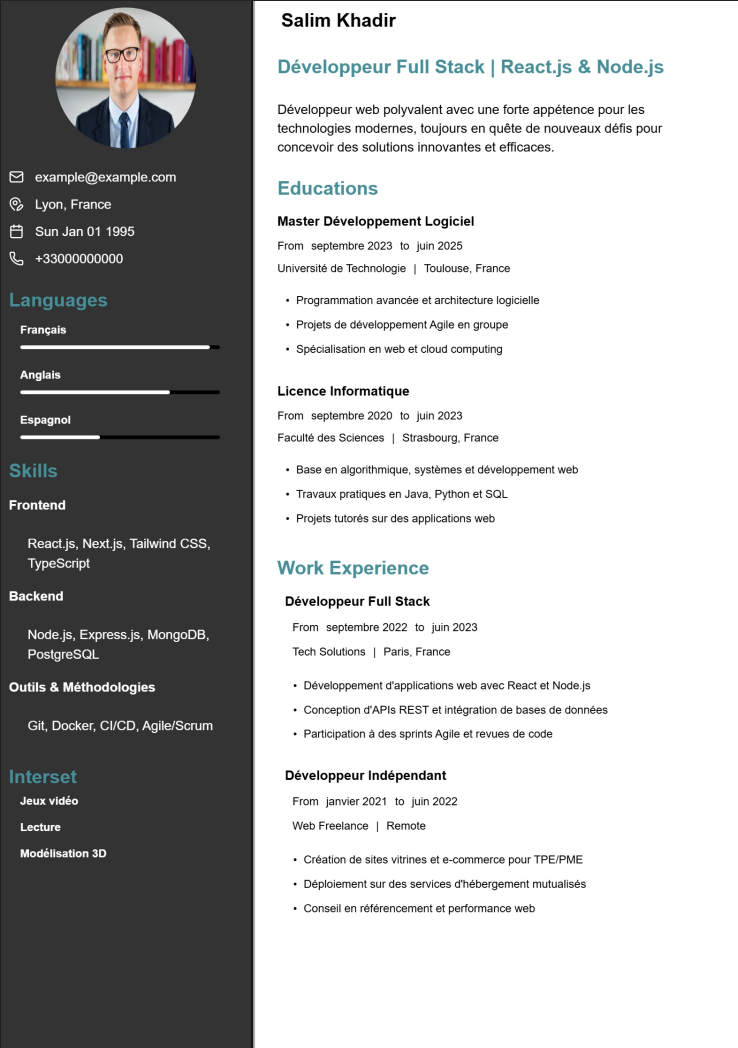 example@example.com
Lyon, France
Sun Jan 01 1995
+33000000000
Languages
Français
Anglais
Espagnol
Skills
Frontend
React.js, Next.js, Tailwind CSS,
TypeScript
Backend
Node.js, Express.js, MongoDB,
PostgreSQL
Outils & Méthodologies
Git, Docker, CI/CD, Agile/Scrum
Interset
Jeux vidéo
Lecture
Modélisation 3D
Salim Khadir
Développeur Full Stack | React.js & Node.js
Développeur web polyvalent avec une forte appétence pour les
technologies modernes, toujours en quête de nouveaux défis pour
concevoir des solutions innovantes et efficaces.
Educations
Master Développement Logiciel
From septembre 2023 to juin 2025
Université de Technologie | Toulouse, France
• Programmation avancée et architecture logicielle
• Projets de développement Agile en groupe
• Spécialisation en web et cloud computing
Licence Informatique
From septembre 2020 to juin 2023
Faculté des Sciences | Strasbourg, France
• Base en algorithmique, systèmes et développement web
• Travaux pratiques en Java, Python et SQL
• Projets tutorés sur des applications web
Work Experience
Développeur Full Stack
From septembre 2022 to juin 2023
Tech Solutions | Paris, France
• Développement d'applications web avec React et Node.js
• Conception d'APIs REST et intégration de bases de données
• Participation à des sprints Agile et revues de code
Développeur Indépendant
From janvier 2021 to juin 2022
Web Freelance | Remote
• Création de sites vitrines et e-commerce pour TPE/PME
• Déploiement sur des services d'hébergement mutualisés
• Conseil en référencement et performance web